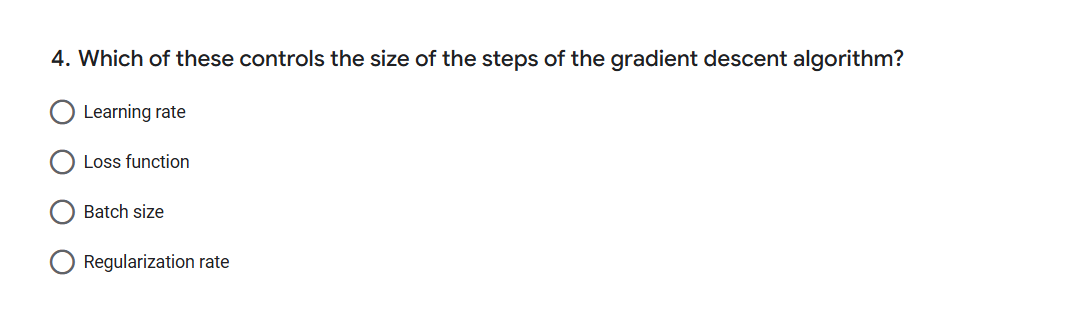 4. Which of these controls the size of the steps of the gradient descent algorithm?
Learning rate
Loss function
Batch size
Regularization rate